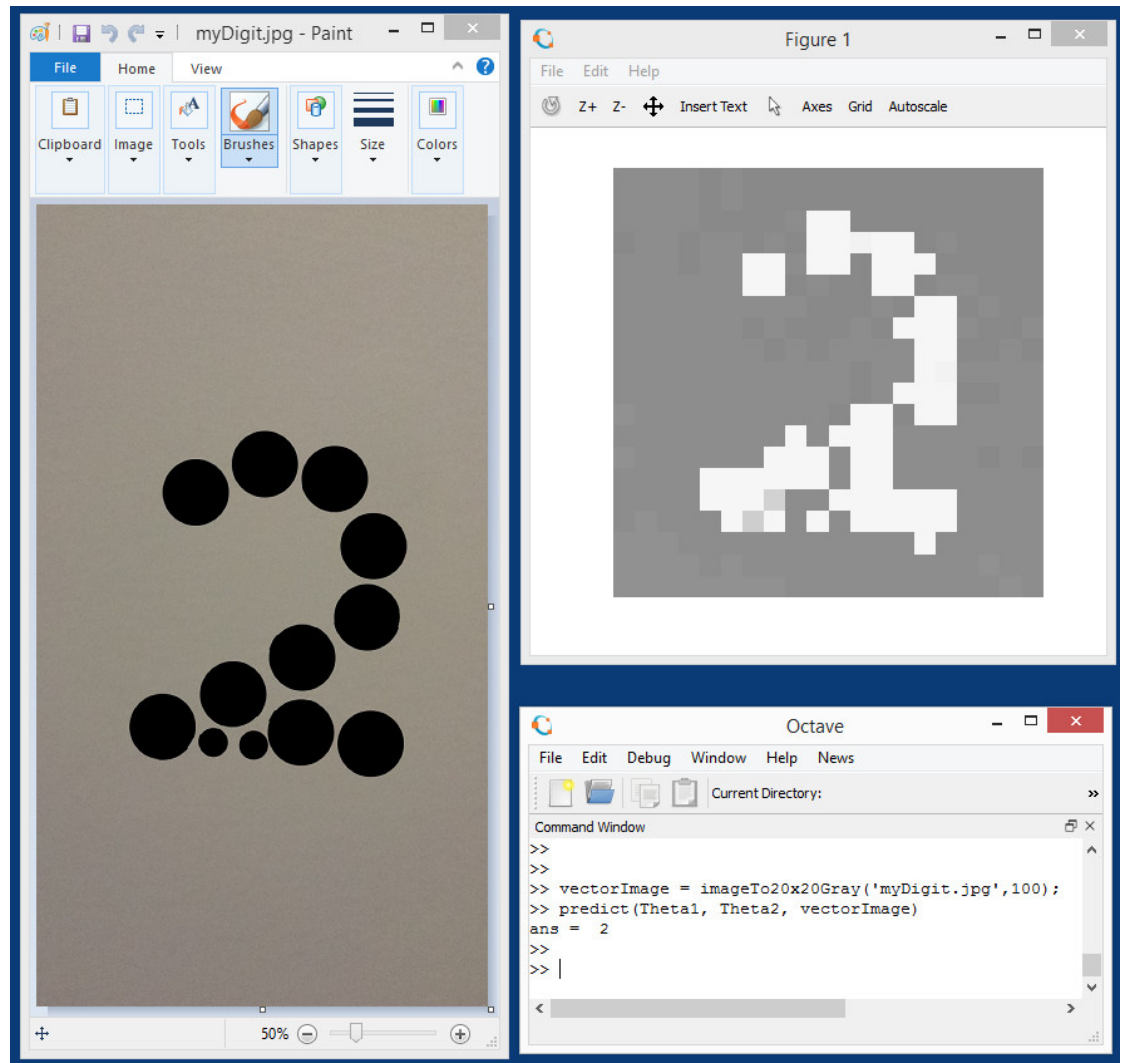 myDigit.jpg - Paint
File Home View
Clipboard Image Tools Brushes Shapes Size Colors
50%
Figure 1
File Edit Help
Z+ Z- Insert Text Axes Grid Autoscale
Octave
File Edit Debug Window Help News
Current Directory:
Command Window
>>
>>
>> vectorImage = imageTo20x20Gray('myDigit.jpg',100);
>> predict(Theta1, Theta2, vectorImage)
ans =  2
>>
>>